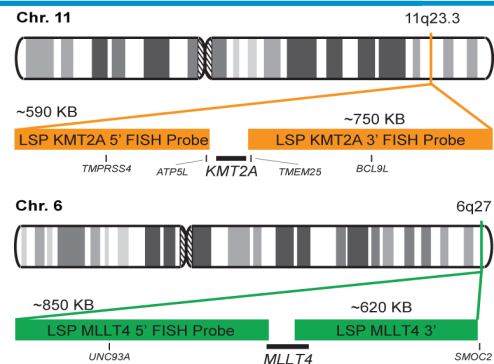 Chr. 11
11q23.3
~590 KB
~750 KB
LSP KMT2A 5' FISH Probe
LSP KMT2A 3' FISH Probe
TMPRSS4
ATP5L
KMT2A
TMEM25
BCL9L
Chr. 6
6q27
~850 KB
~620 KB
LSP MLLT4 5' FISH Probe
LSP MLLT4 3'
UNC93A
MLLT4
SMOC2